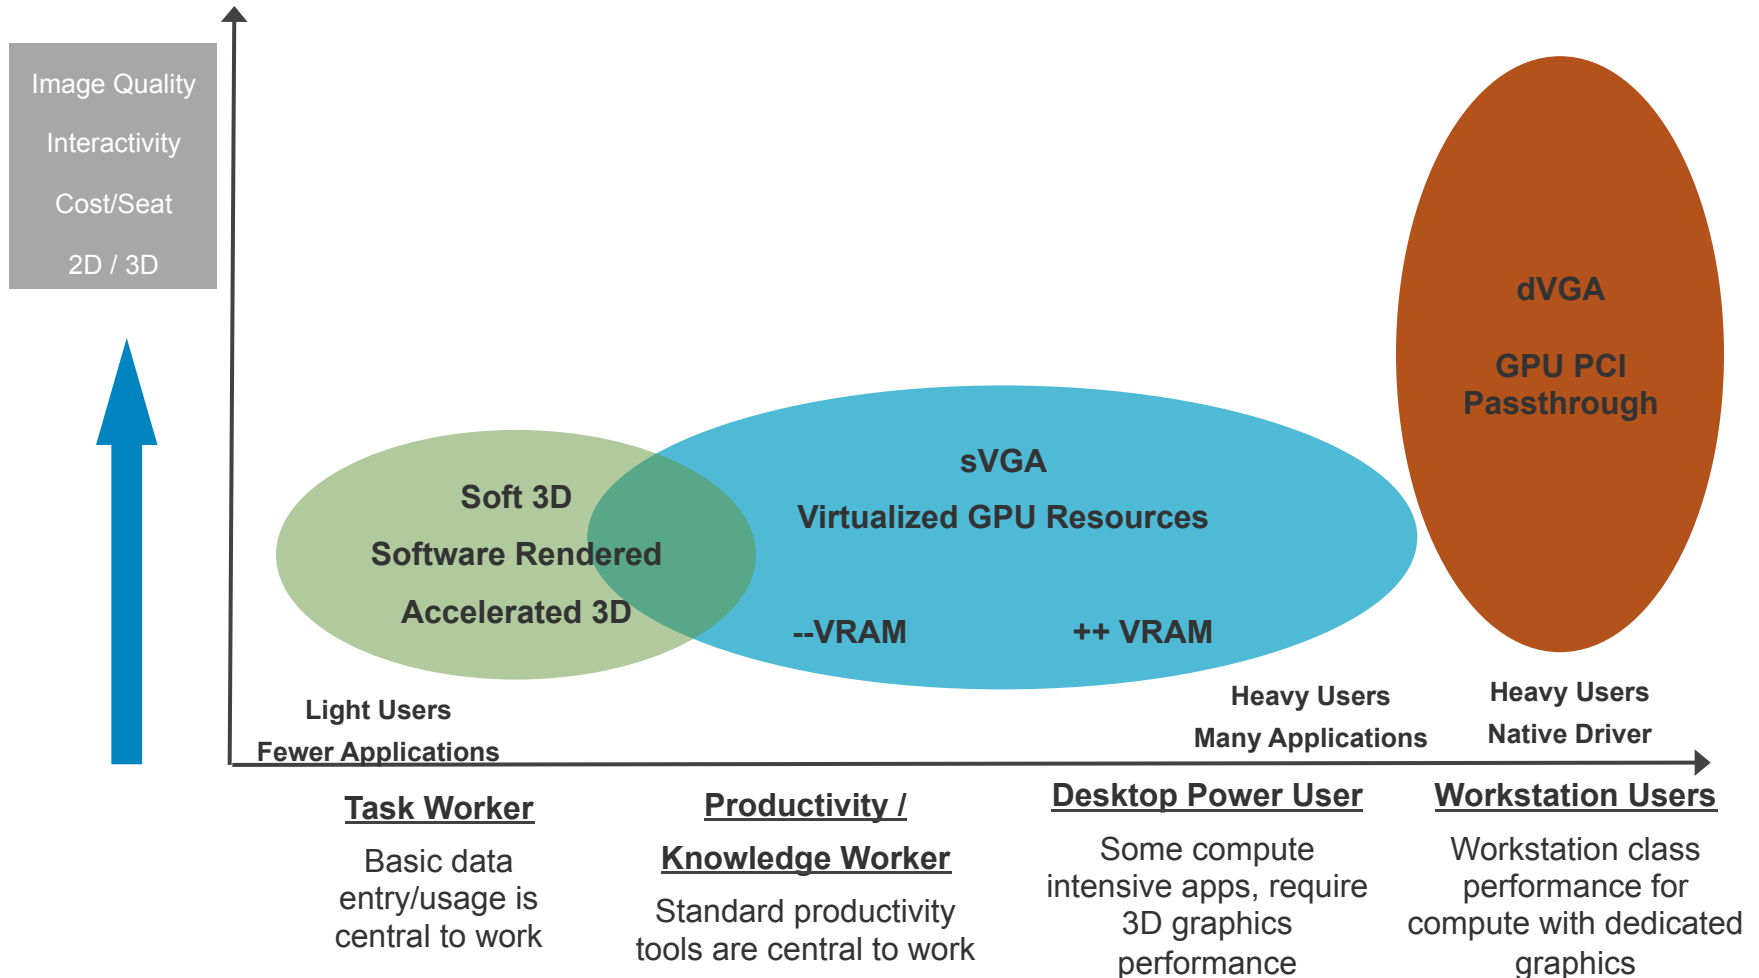 Image Quality
Interactivity
Cost/Seat
2D / 3D
dVGA
GPU PCI
Passthrough
sVGA
Virtualized GPU Resources
--VRAM
++ VRAM
Soft 3D
Software Rendered
Accelerated 3D
Light Users
Fewer Applications
Heavy Users
Many Applications
Heavy Users
Native Driver
Task Worker
Basic data
entry/usage is
central to work
Productivity /
Knowledge Worker
Standard productivity
tools are central to work
Desktop Power User
Some compute
intensive apps, require
3D graphics
performance
Workstation Users
Workstation class
performance for
compute with dedicated
graphics